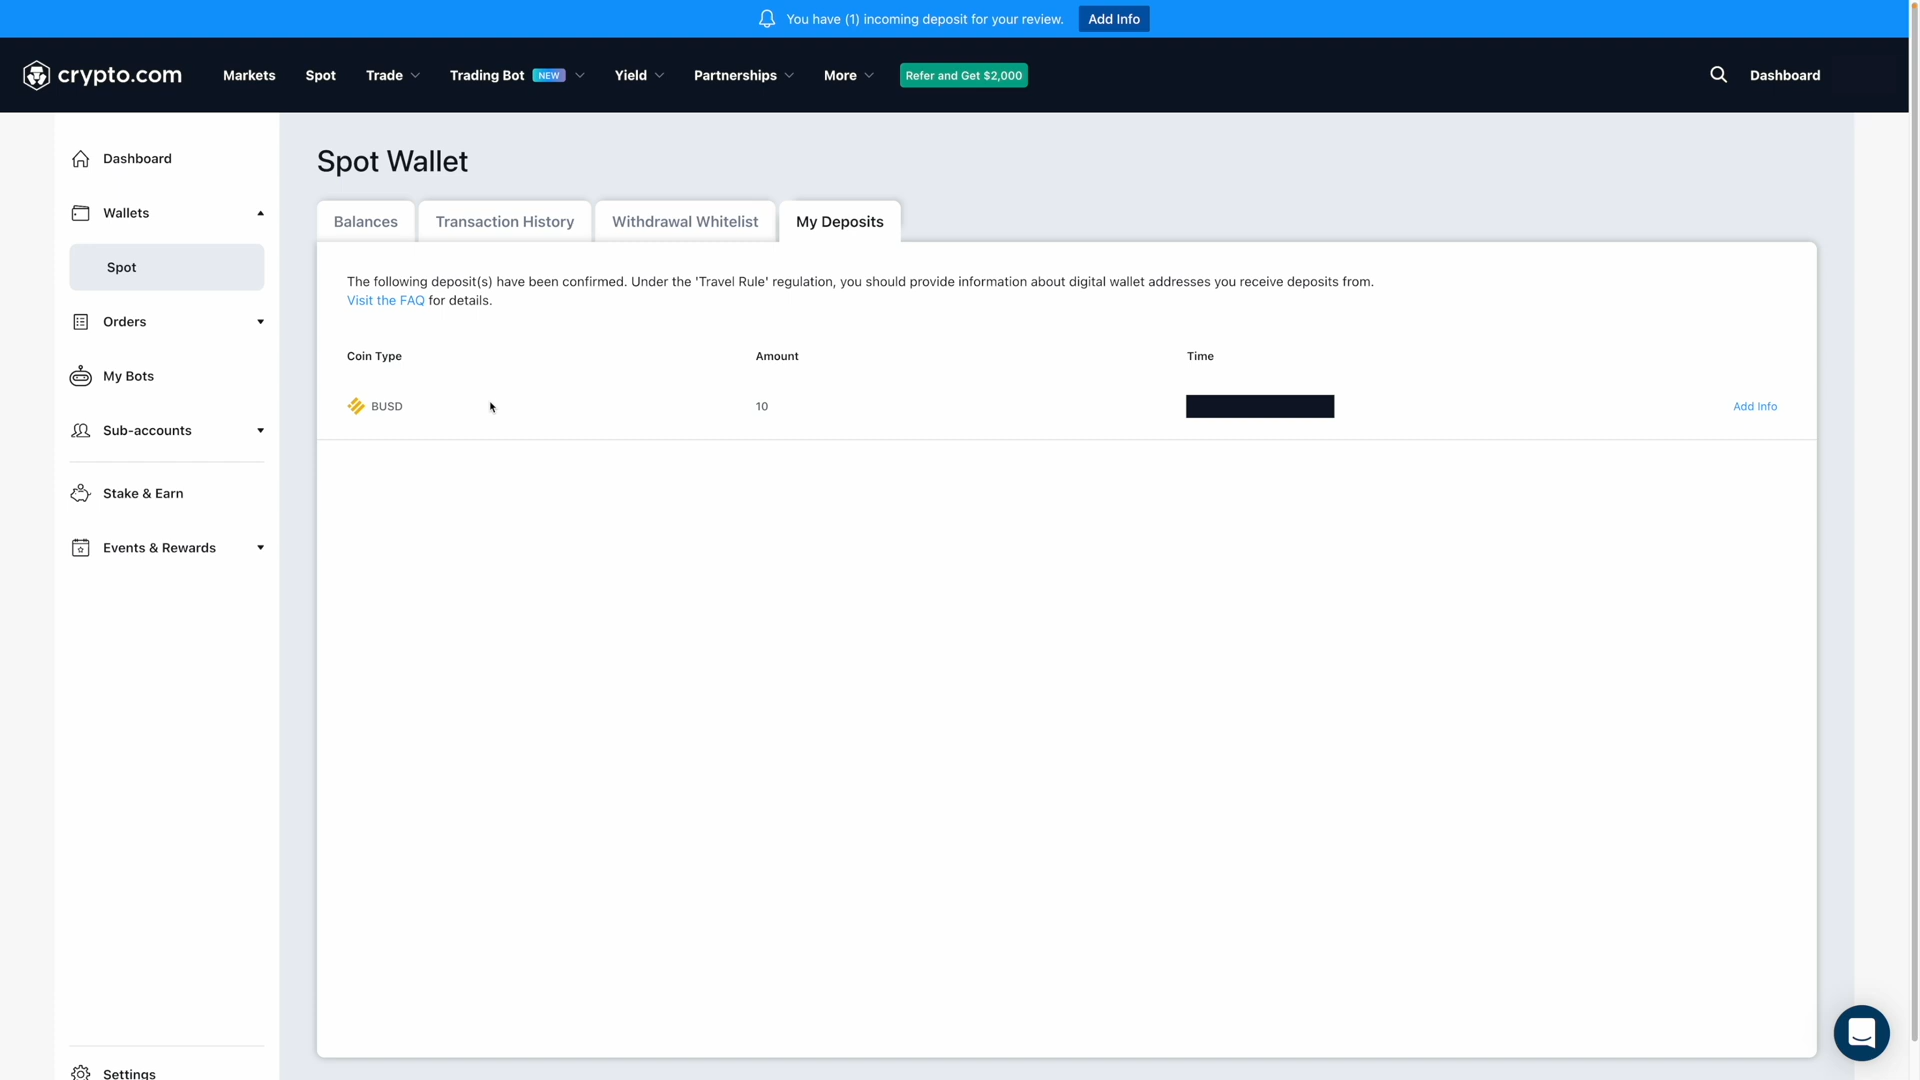 You have (1) incoming deposit for your review. Add Info
crypto.com Markets Spot Trade Trading Bot NEW Yield Partnerships More Refer and Get $2,000 Dashboard
Dashboard
Wallets
Spot
Orders
My Bots
Sub-accounts
Stake & Earn
Events & Rewards
Settings
Spot Wallet
Balances Transaction History Withdrawal Whitelist My Deposits
The following deposit(s) have been confirmed. Under the 'Travel Rule' regulation, you should provide information about digital wallet addresses you receive deposits from.
Visit the FAQ for details.
Coin Type Amount Time
BUSD 10 Add Info